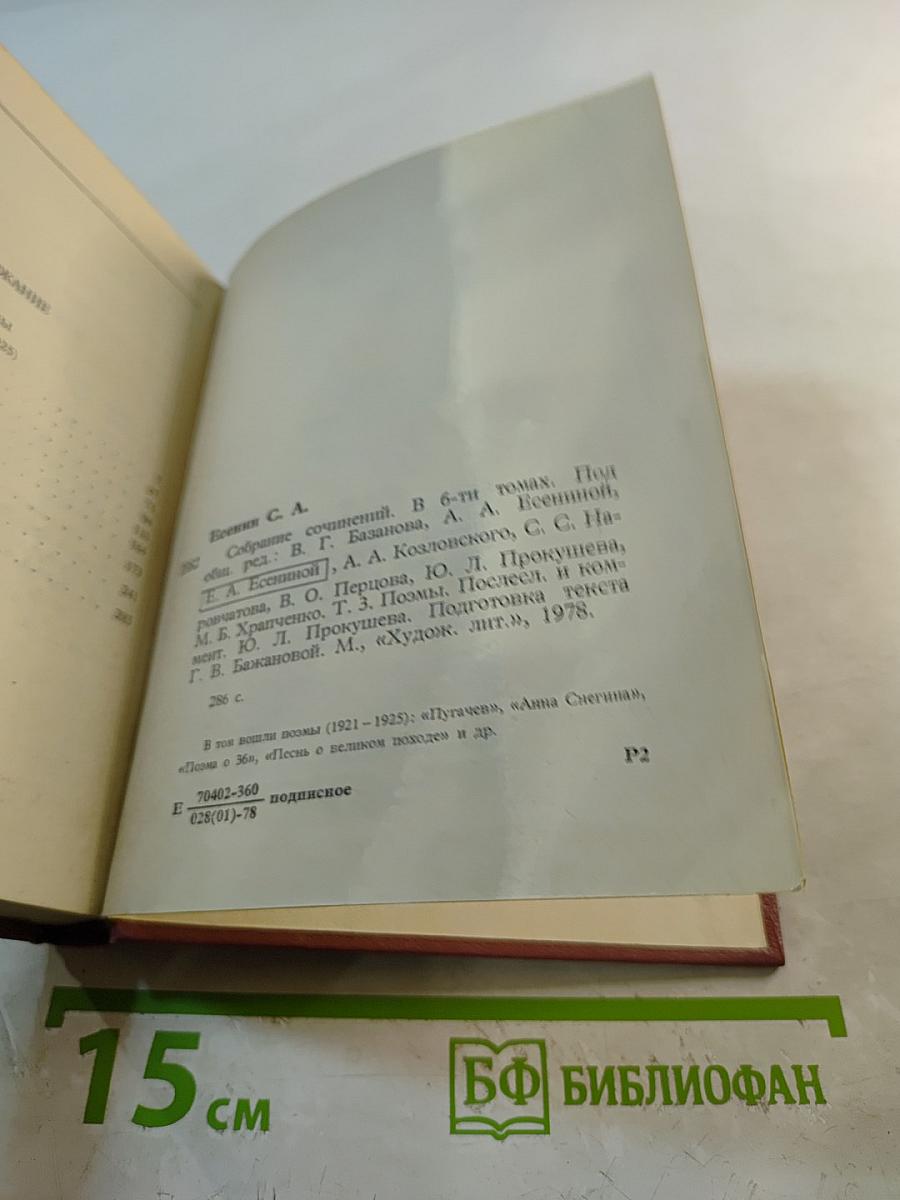 Есенин С. А.
Собрание сочинений. В 6-ти томах. Под
общ. ред.: В. Г. Базанова, А. А. Есениной,
Е. А. Есениной, А. А. Козловского, С. С. На-
ровчатова, В. О. Перцова, Ю. Л. Прокушева,
М. Б. Храпченко. Т. 3. Поэмы. Послесл. и ком-
мент. Ю. Л. Прокушева. Подготовка текста
Г. В. Бажановой. М., «Худож. лит.», 1978.
286 с.
В том вошли поэмы (1921–1925): «Пугачев», «Анна Снегина»,
«Поэма о 36», «Песнь о великом походе» и др.
Е 70402-360 подписное
028(01)-78
Р2
15 см
БФ БИБЛИОФАН